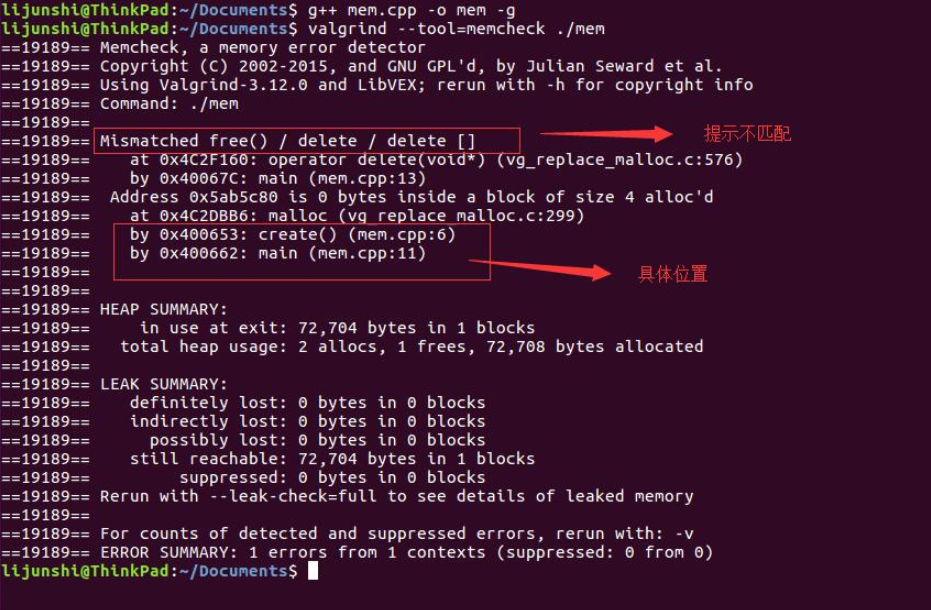 lijunshi@ThinkPad:~/Documents$ g++ mem.cpp -o mem -g
lijunshi@ThinkPad:~/Documents$ valgrind --tool=memcheck ./mem
==19189== Memcheck, a memory error detector
==19189== Copyright (C) 2002-2015, and GNU GPL'd, by Julian Seward et al.
==19189== Using Valgrind-3.12.0 and LibVEX; rerun with -h for copyright info
==19189== Command: ./mem
==19189==
==19189== Mismatched free() / delete / delete [] 提示不匹配
==19189==    at 0x4C2F160: operator delete(void*) (vg_replace_malloc.c:576)
==19189==    by 0x40067C: main (mem.cpp:13)
==19189==  Address 0x5ab5c80 is 0 bytes inside a block of size 4 alloc'd
==19189==    at 0x4C2DBB6: malloc (vg_replace_malloc.c:299)
==19189==    by 0x400653: create() (mem.cpp:6)
==19189==    by 0x400662: main (mem.cpp:11)
==19189== 具体位置
==19189==
==19189== HEAP SUMMARY:
==19189==     in use at exit: 72,704 bytes in 1 blocks
==19189==   total heap usage: 2 allocs, 1 frees, 72,708 bytes allocated
==19189==
==19189== LEAK SUMMARY:
==19189==    definitely lost: 0 bytes in 0 blocks
==19189==    indirectly lost: 0 bytes in 0 blocks
==19189==      possibly lost: 0 bytes in 0 blocks
==19189==    still reachable: 72,704 bytes in 1 blocks
==19189==         suppressed: 0 bytes in 0 blocks
==19189== Rerun with --leak-check=full to see details of leaked memory
==19189==
==19189== For counts of detected and suppressed errors, rerun with: -v
==19189== ERROR SUMMARY: 1 errors from 1 contexts (suppressed: 0 from 0)
lijunshi@ThinkPad:~/Documents$